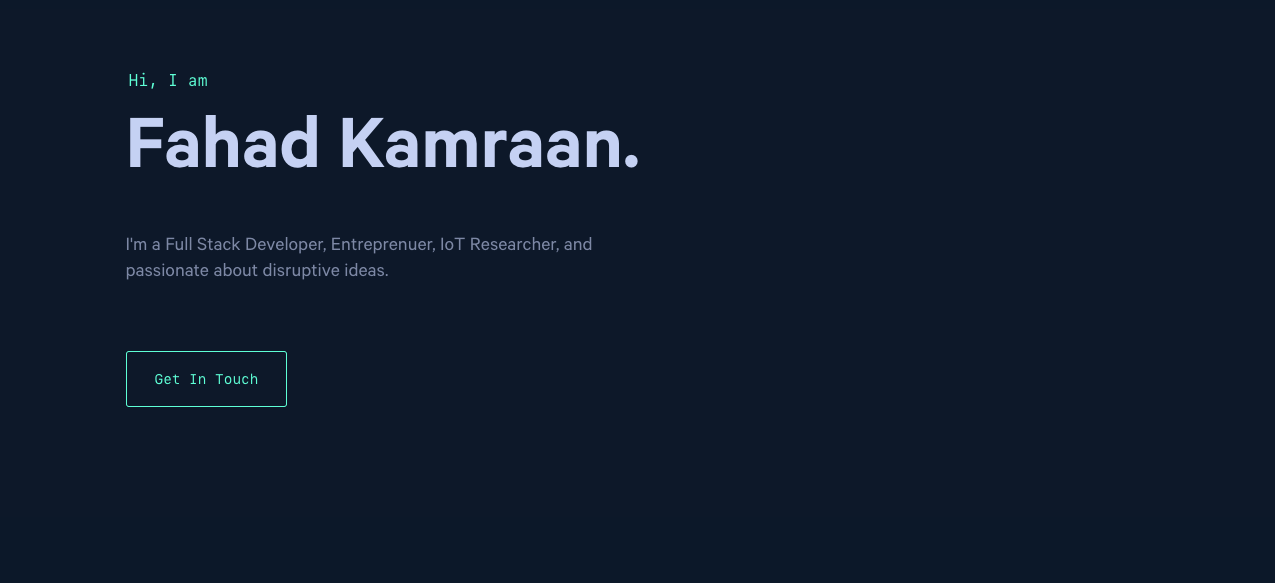 Hi, I am
Fahad Kamraan.
I'm a Full Stack Developer, Entreprenuer, IoT Researcher, and
passionate about disruptive ideas.
Get In Touch